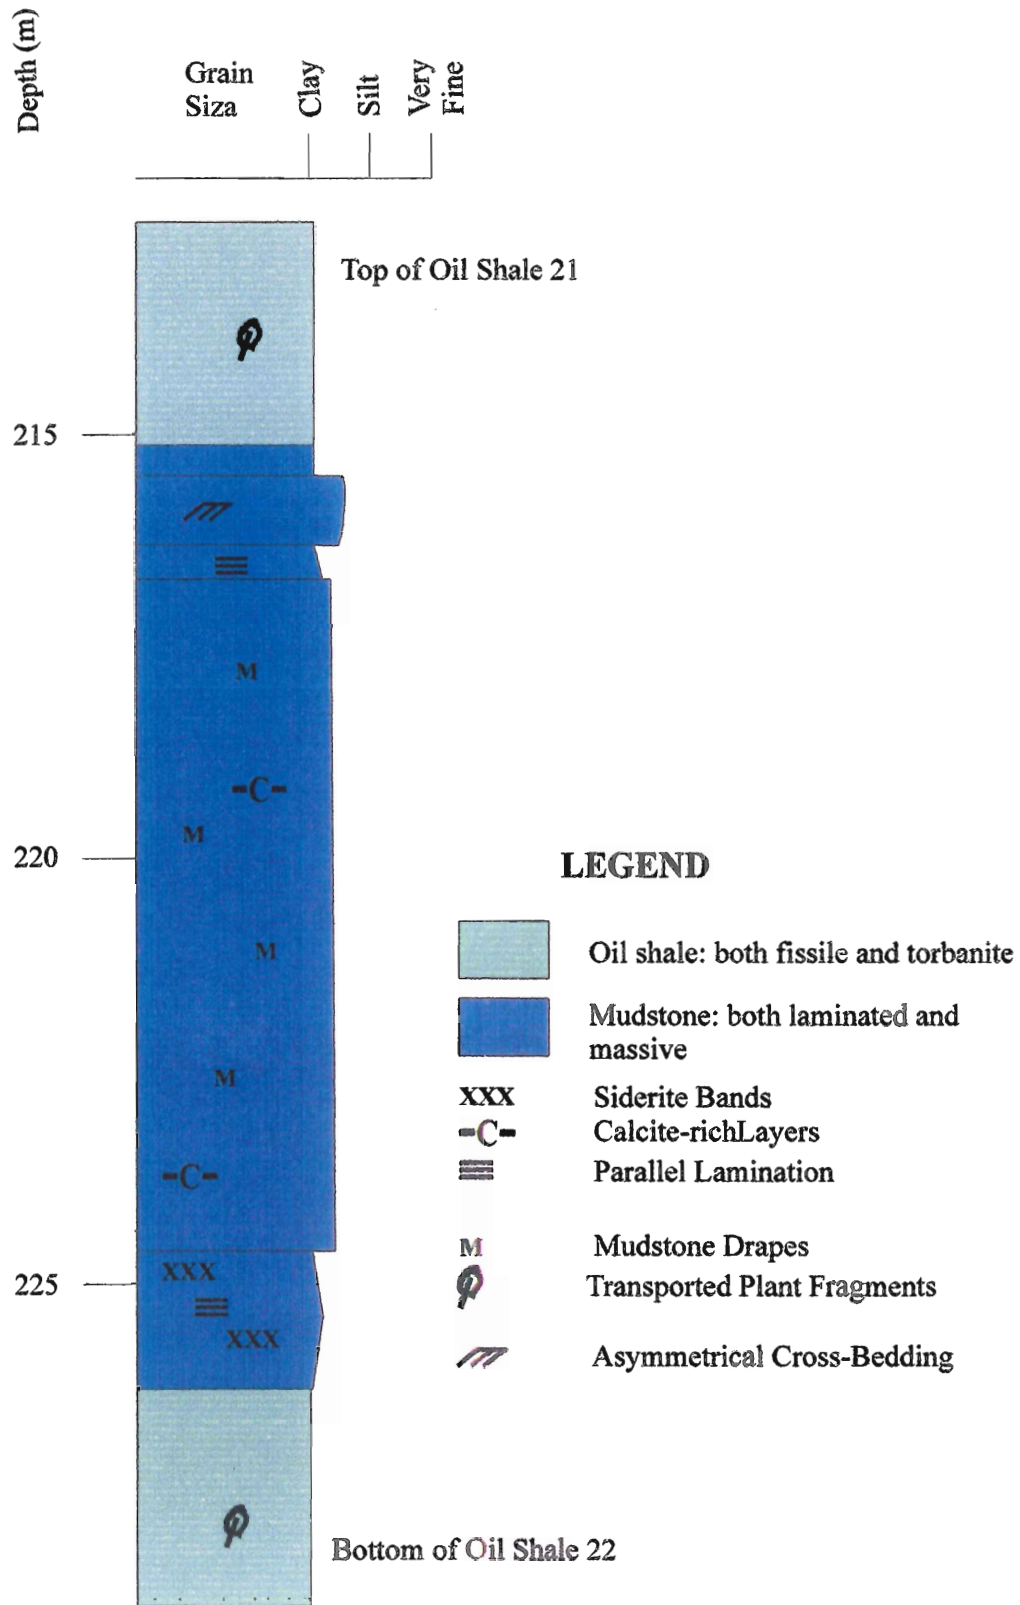 Depth (m)
Grain
Siza
Clay
Silt
Very
Fine
Top of Oil Shale 21
215
M
-C-
M
220
M
M
-C-
225
XXX
XXX
Bottom of Oil Shale 22
LEGEND
Oil shale: both fissile and torbanite
Mudstone: both laminated and
massive
XXX Siderite Bands
-C- Calcite-richLayers
Parallel Lamination
M Mudstone Drapes
Transported Plant Fragments
Asymmetrical Cross-Bedding